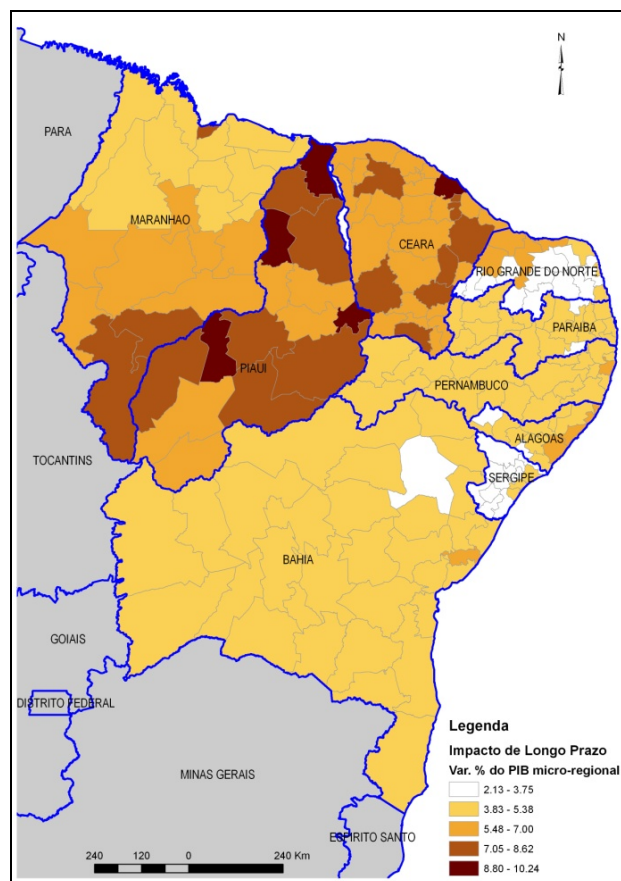 N
PARA
MARANHAO
CEARA
RIO GRANDE DO NORTE
PARAIBA
PIAUI
PERNAMBUCO
ALAGOAS
SERGIPE
TOCANTINS
BAHIA
GOIAIS
DISTRITO FEDERAL
MINAS GERAIS
ESPIRITO SANTO
Legenda
Impacto de Longo Prazo
Var. % do PIB micro-regional
2.13 - 3.75
3.83 - 5.38
5.48 - 7.00
7.05 - 8.62
8.80 - 10.24
240 120 0 240 Km